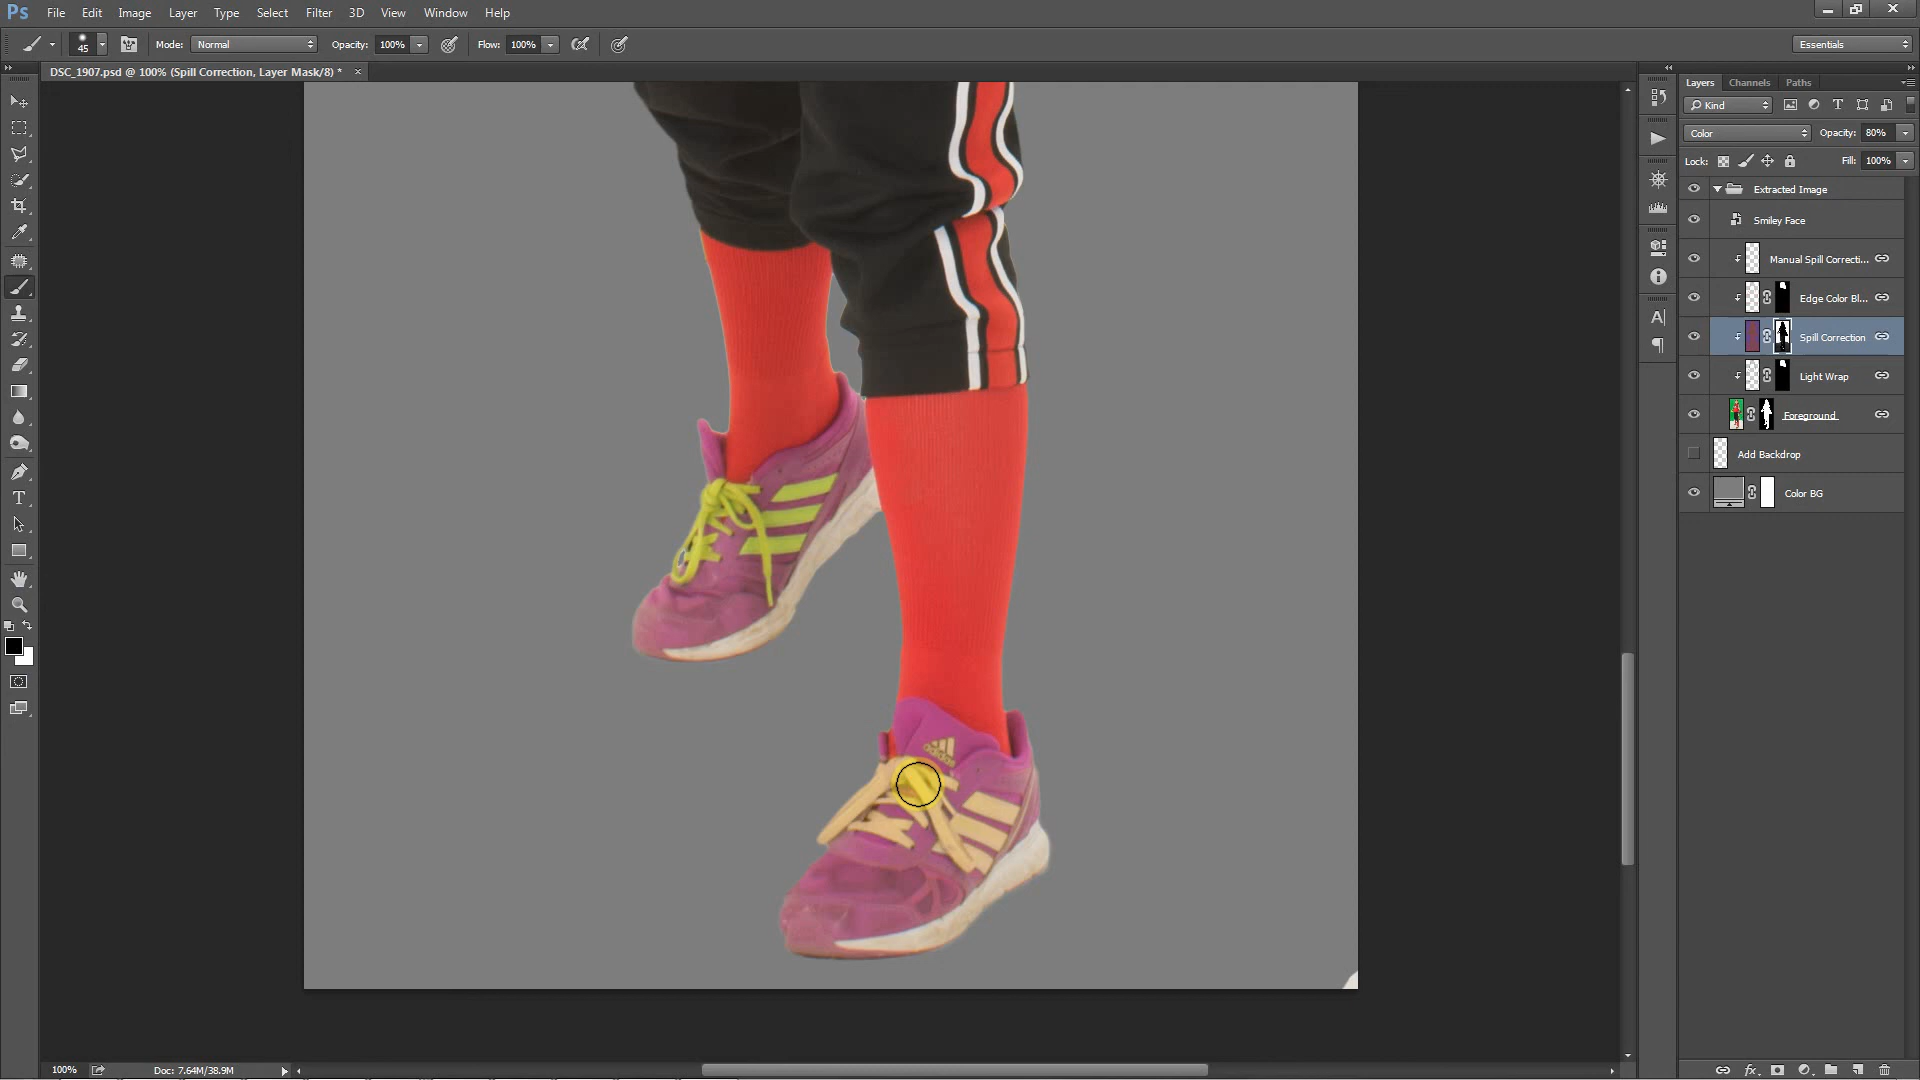 Ps File Edit Image Layer Type Select Filter 3D View Window Help
45 Mode: Normal Opacity: 100% Flow: 100% Essentials
DSC_1907.psd @ 100% (Spill Correction, Layer Mask/8) * ×
Layers Channels Paths
Kind
Color Opacity: 80%
Lock: Fill: 100%
Extracted Image
Smiley Face
Manual Spill Correcti...
Edge Color Bl...
Spill Correction
Light Wrap
Foreground
Add Backdrop
Color BG
adidas
100% Doc: 7.64M/38.9M